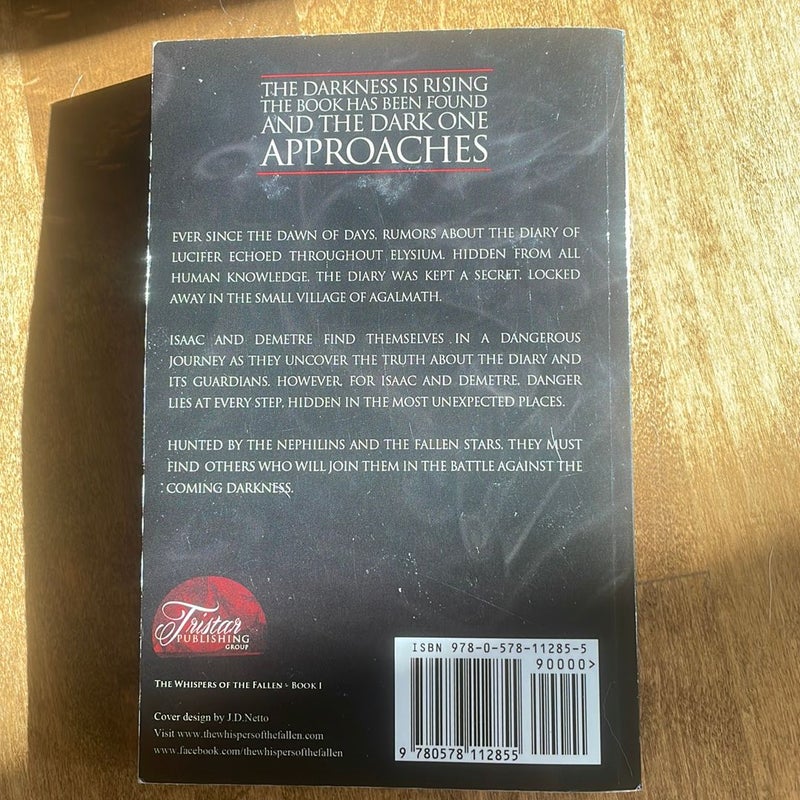 THE DARKNESS IS RISING
THE BOOK HAS BEEN FOUND
AND THE DARK ONE
APPROACHES
EVER SINCE THE DAWN OF DAYS, RUMORS ABOUT THE DIARY OF
LUCIFER ECHOED THROUGHOUT ELYSIUM. HIDDEN FROM ALL
HUMAN KNOWLEDGE, THE DIARY WAS KEPT A SECRET, LOCKED
AWAY IN THE SMALL VILLAGE OF AGALMATH.
ISAAC AND DEMETRE FIND THEMSELVES IN A DANGEROUS
JOURNEY AS THEY UNCOVER THE TRUTH ABOUT THE DIARY AND
ITS GUARDIANS. HOWEVER, FOR ISAAC AND DEMETRE, DANGER
LIES AT EVERY STEP, HIDDEN IN THE MOST UNEXPECTED PLACES.
HUNTED BY THE NEPHILINS AND THE FALLEN STARS, THEY MUST
FIND OTHERS WHO WILL JOIN THEM IN THE BATTLE AGAINST THE
COMING DARKNESS.
Tristar
PUBLISHING
GROUP
THE WHISPERS OF THE FALLEN - BOOK I
Cover design by J.D.Netto
Visit www.thewhispersofthefallen.com
www.facebook.com/thewhispersofthefallen
ISBN 978-0-578-11285-5
90000>
9 780578 112855